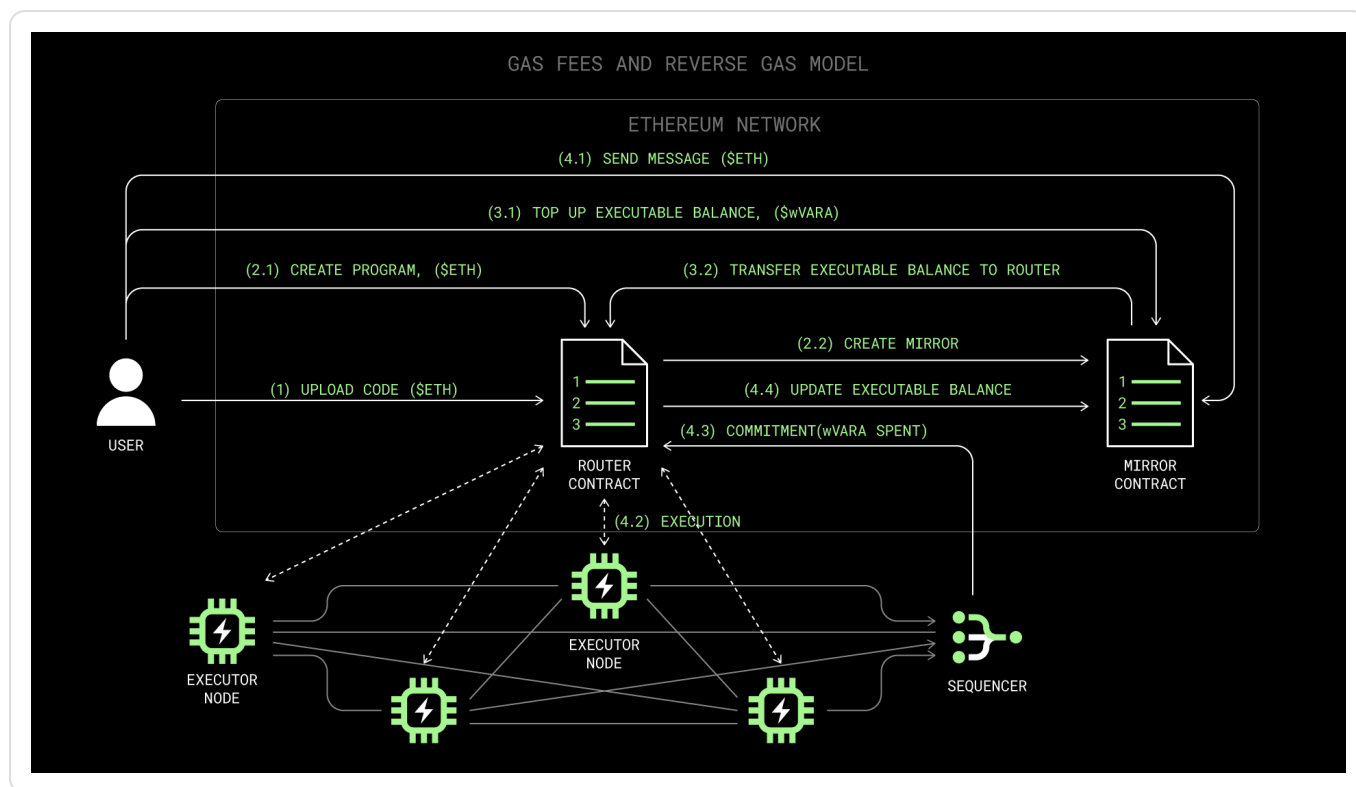 GAS FEES AND REVERSE GAS MODEL
ETHEREUM NETWORK
(4.1) SEND MESSAGE ($ETH)
(3.1) TOP UP EXECUTABLE BALANCE, ($wVARA)
(2.1) CREATE PROGRAM, ($ETH)
(3.2) TRANSFER EXECUTABLE BALANCE TO ROUTER
(2.2) CREATE MIRROR
(1) UPLOAD CODE ($ETH)
(4.4) UPDATE EXECUTABLE BALANCE
1
2
3
1
2
3
(4.3) COMMITMENT(wVARA SPENT)
USER
ROUTER
CONTRACT
MIRROR
CONTRACT
(4.2) EXECUTION
EXECUTOR
NODE
EXECUTOR
NODE
SEQUENCER